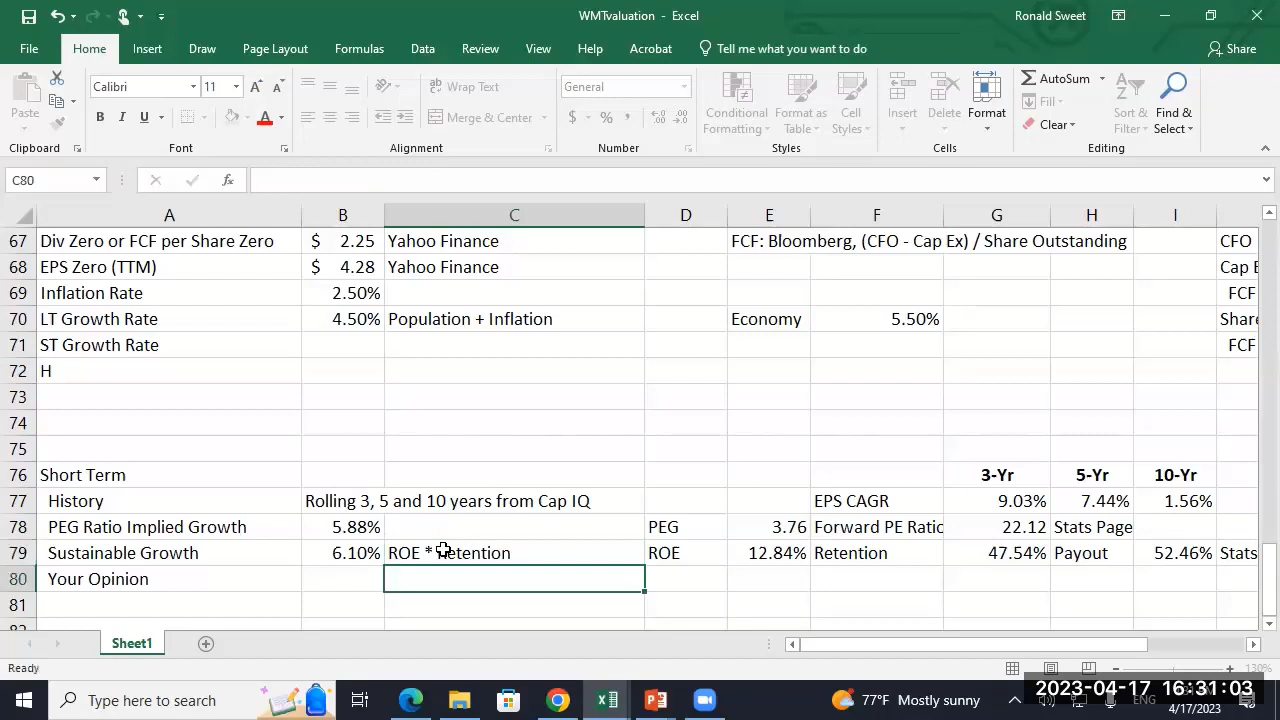 WMTvaluation - Excel
Ronald Sweet
File Home Insert Draw Page Layout Formulas Data Review View Help Acrobat Tell me what you want to do Share
Paste
Calibri 11
B I U
Wrap Text
Merge & Center
General
$ % ,
Conditional Formatting
Format as Table
Cell Styles
Insert Delete Format
AutoSum
Fill
Clear
Sort & Filter
Find & Select
Clipboard Font Alignment Number Styles Cells Editing
C80 fx
A B C D E F G H I
67 Div Zero or FCF per Share Zero $ 2.25 Yahoo Finance FCF: Bloomberg, (CFO - Cap Ex) / Share Outstanding CFO
68 EPS Zero (TTM) $ 4.28 Yahoo Finance Cap E
69 Inflation Rate 2.50% FCF
70 LT Growth Rate 4.50% Population + Inflation Economy 5.50% Share
71 ST Growth Rate FCF
72 H
73
74
75
76 Short Term 3-Yr 5-Yr 10-Yr
77 History Rolling 3, 5 and 10 years from Cap IQ EPS CAGR 9.03% 7.44% 1.56%
78 PEG Ratio Implied Growth 5.88% PEG 3.76 Forward PE Ratio 22.12 Stats Page
79 Sustainable Growth 6.10% ROE * Retention ROE 12.84% Retention 47.54% Payout 52.46% Stats
80 Your Opinion
81
82
Sheet1
Ready
130%
Type here to search
77°F Mostly sunny
ENG
2023-04-17 16:31:03
4/17/2023